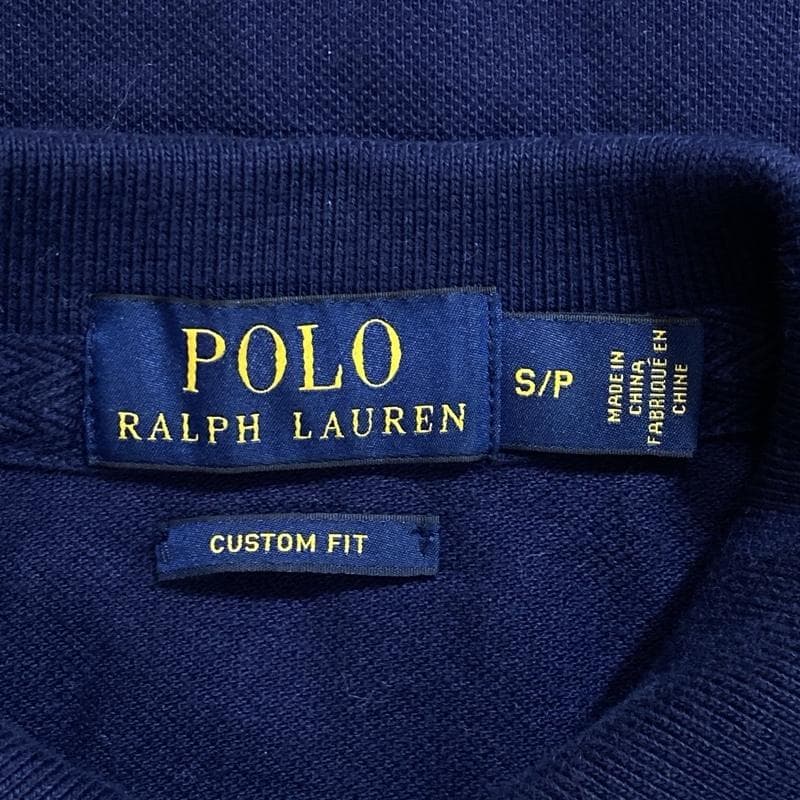 POLO
RALPH LAUREN
S/P
MADE IN
CHINA
FABRIQUÉ EN
CHINE
CUSTOM FIT